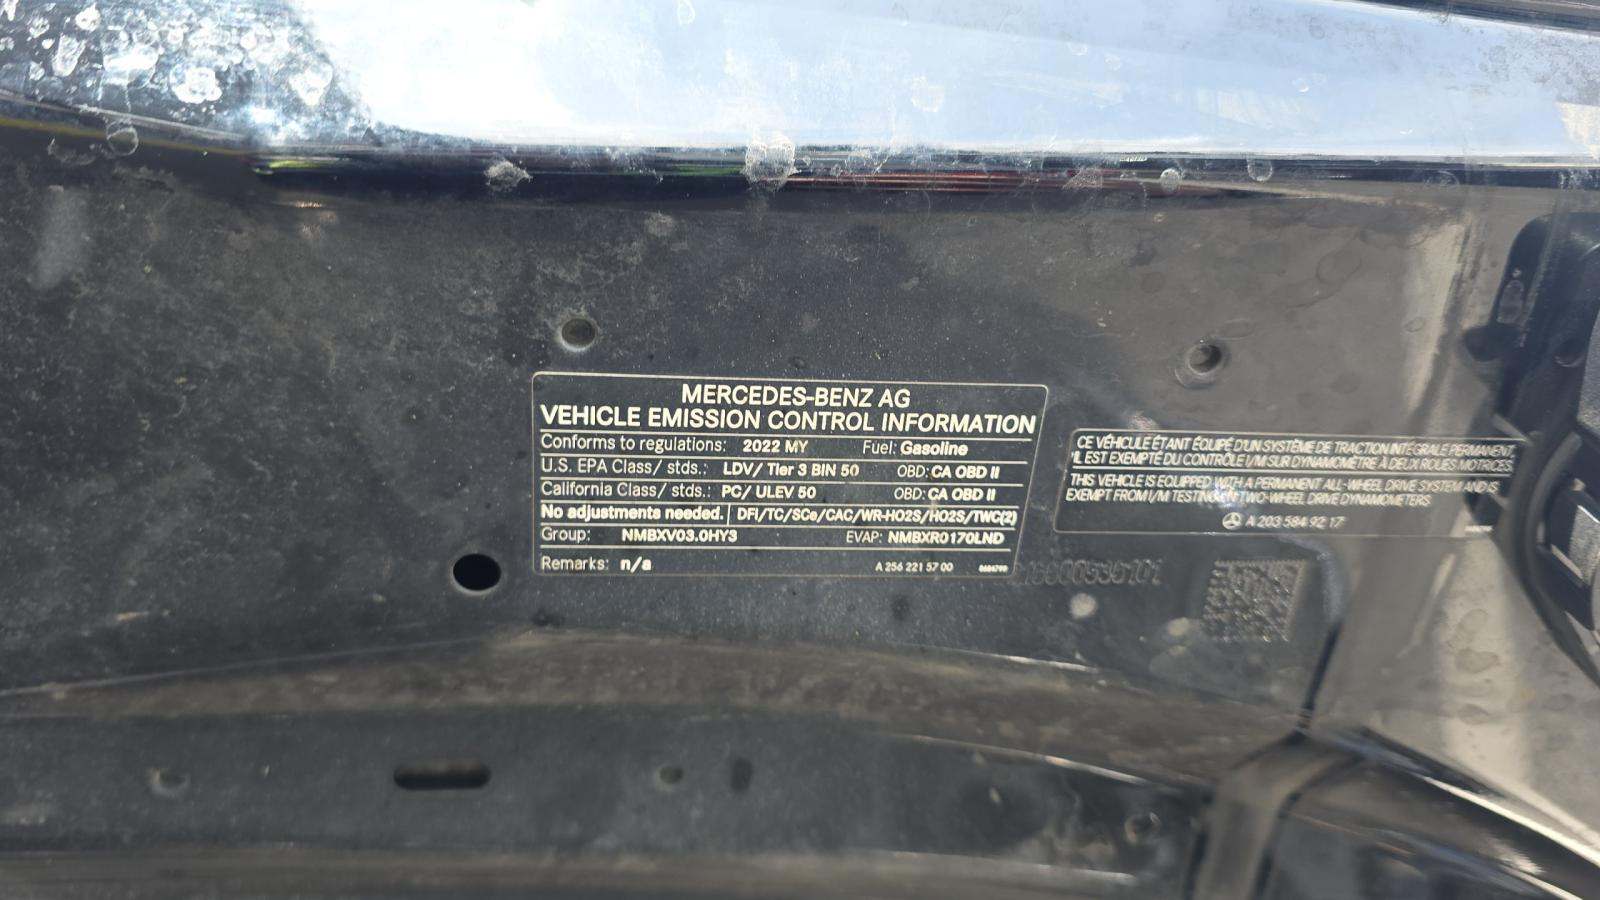 MERCEDES-BENZ AG
VEHICLE EMISSION CONTROL INFORMATION
Conforms to regulations: 2022 MY Fuel: Gasoline
U.S. EPA Class/ stds.: LDV/ Tier 3 BIN 50 OBD: CA OBD II
California Class/ stds.: PC/ ULEV 50 OBD: CA OBD II
No adjustments needed. DFI/TC/SCe/CAC/WR-HO2S/HO2S/TWC(2)
Group: NMBXV03.0HY3 EVAP: NMBXR0170LND
Remarks: n/a A 256 221 57 00
CE VÉHICULE ÉTANT ÉQUIPÉ D'UN SYSTÈME DE TRACTION INTÉGRALE PERMANENT,
IL EST EXEMPTÉ DU CONTRÔLE I/M SUR DYNAMOMÈTRE À DEUX ROUES MOTRICES.
THIS VEHICLE IS EQUIPPED WITH A PERMANENT ALL-WHEEL DRIVE SYSTEM AND IS
EXEMPT FROM I/M TESTING ON TWO-WHEEL DRIVE DYNAMOMETERS.
A 203 584 92 17